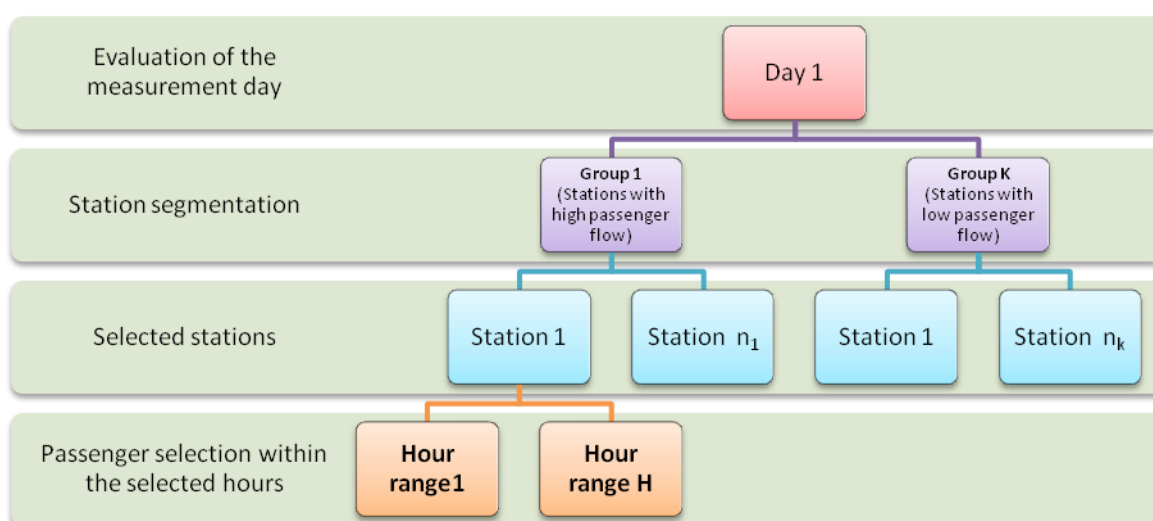 Evaluation of the
measurement day
Day 1
Station segmentation
Group 1
(Stations with
high passenger
flow)
Group K
(Stations with
low passenger
flow)
Selected stations
Station 1
Station n₁
Station 1
Station nₖ
Passenger selection within
the selected hours
Hour
range1
Hour
range H